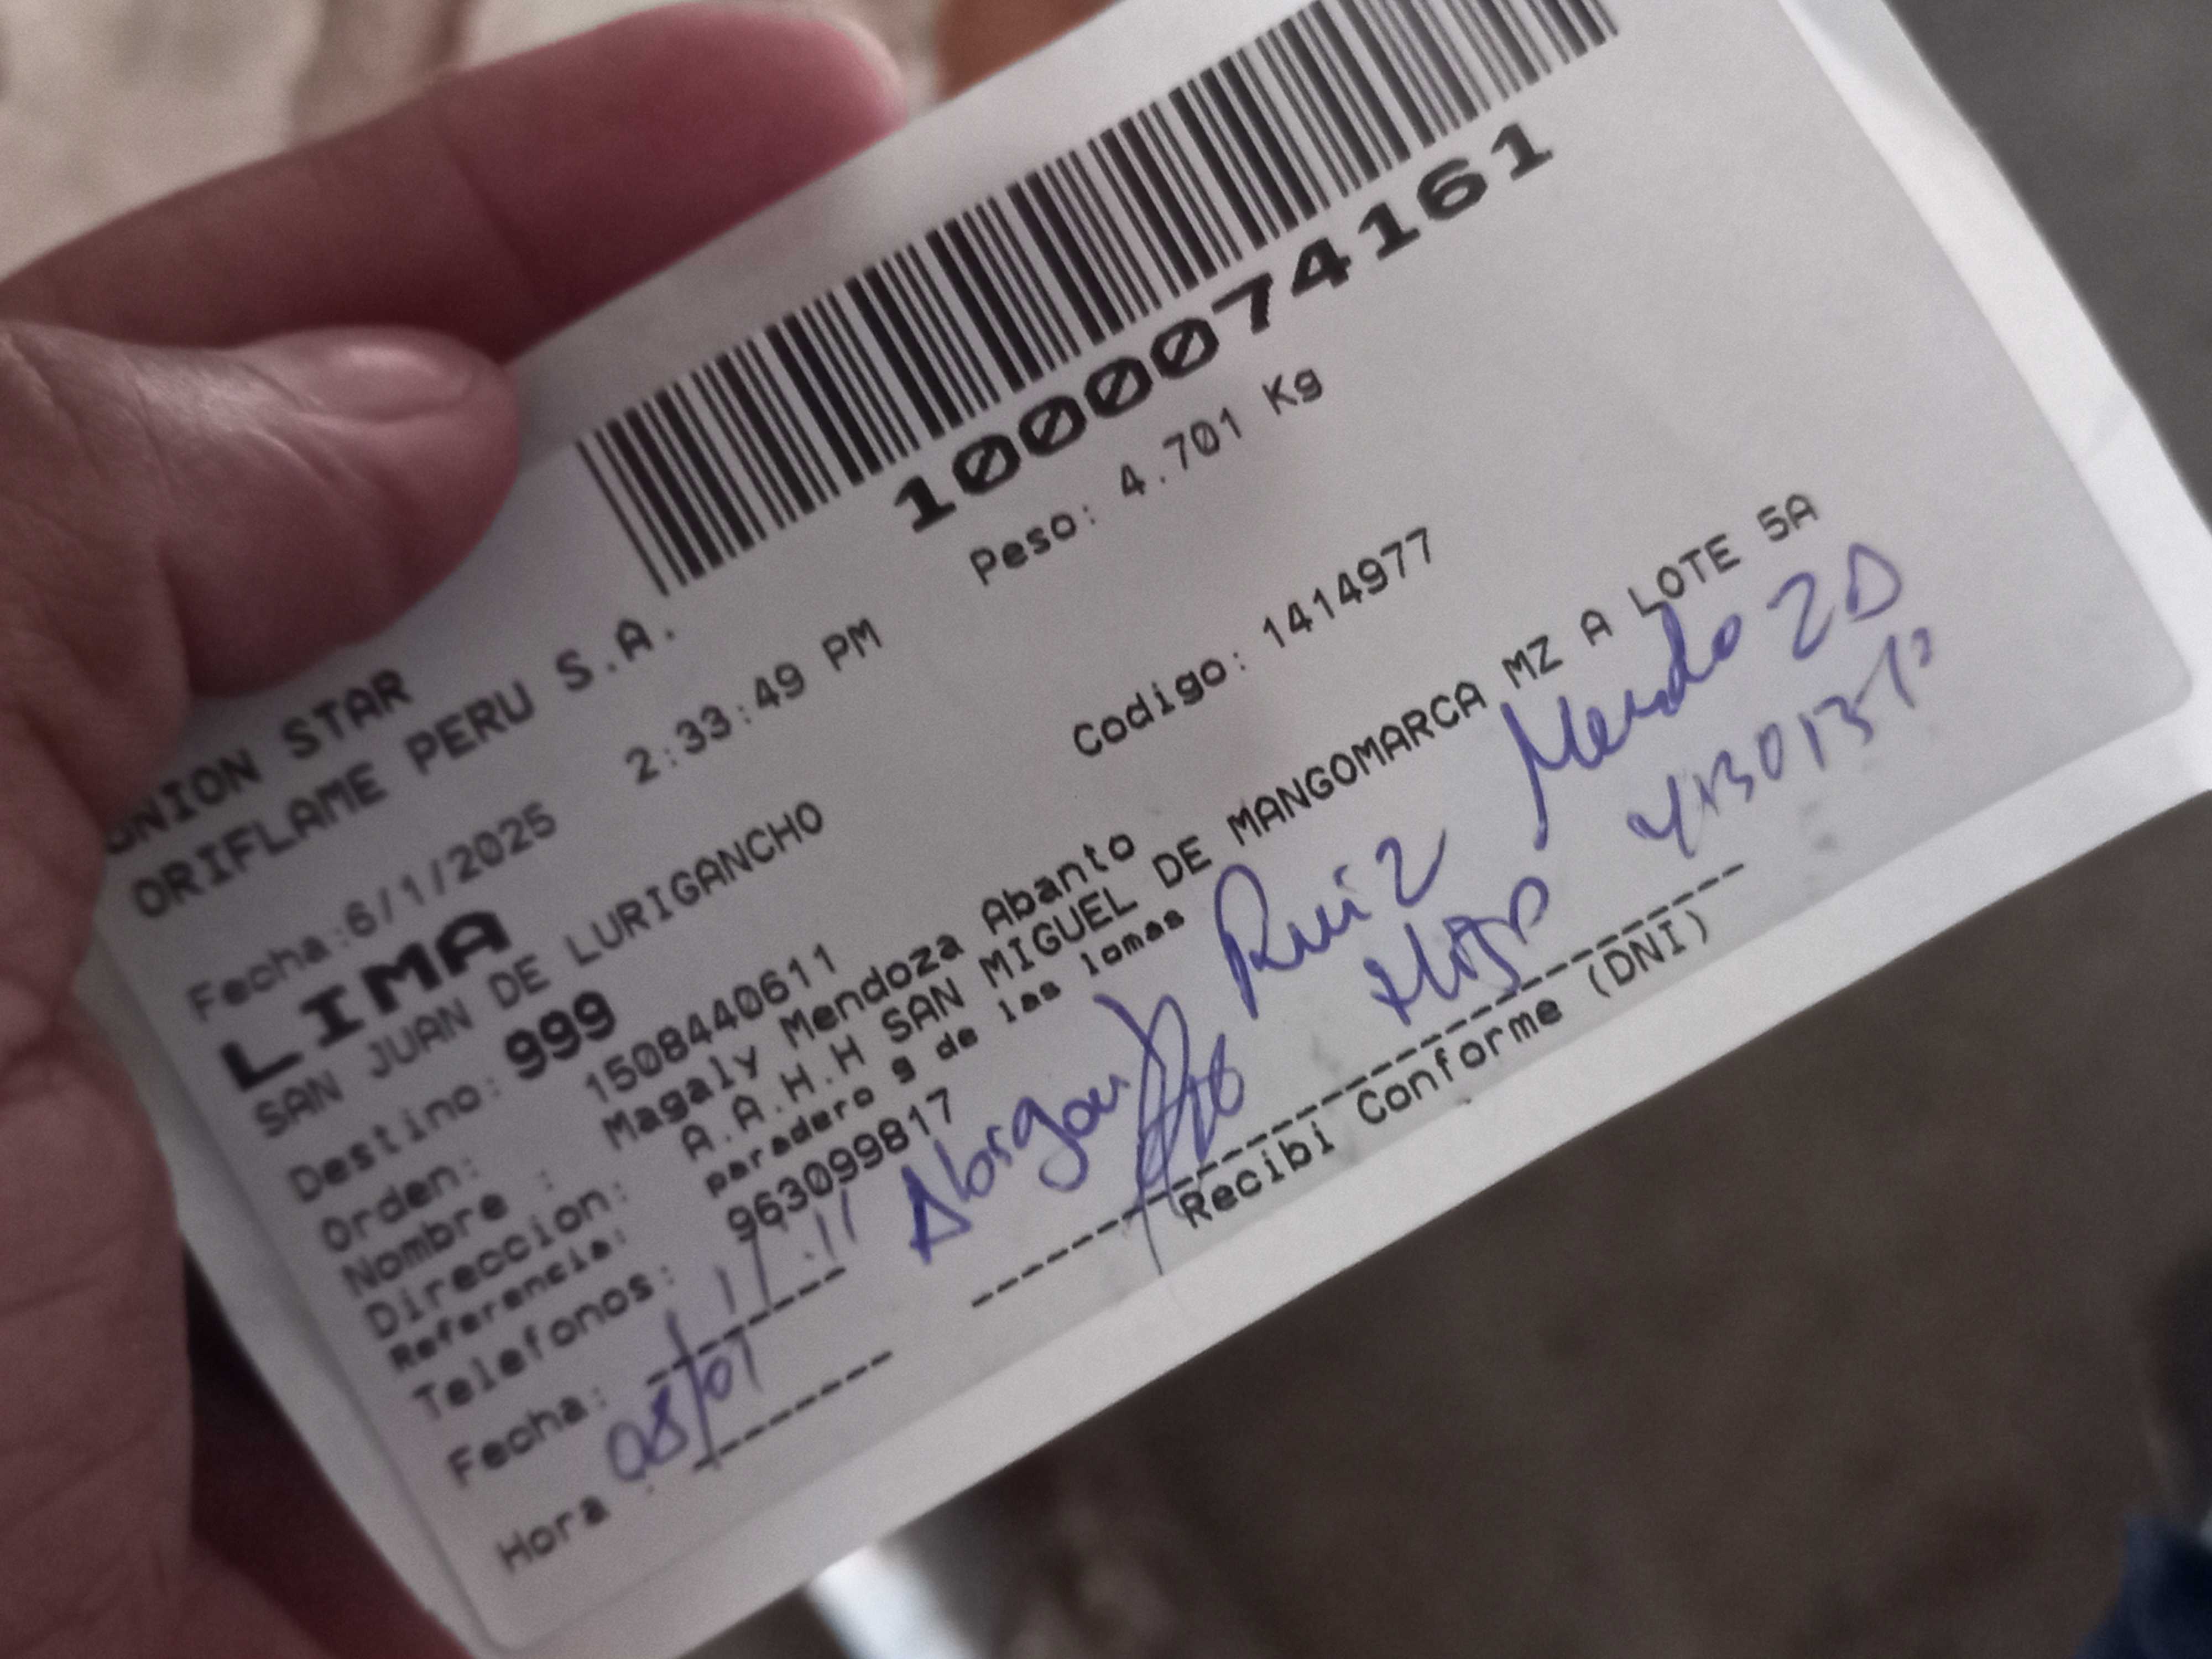 100007416​1
Peso: 4.701 Kg
UNION STAR
ORIFLAME PERU S.A.
Fecha:6/1/2025 2:33:49 PM
LIMA
SAN JUAN DE LURIGANCHO
Destino: 999 Codigo: 1414977
Orden: 1508440611
Nombre : Magaly Mendoza Abanto
Direccion: A.A.H.H SAN MIGUEL DE MANGOMARCA MZ A LOTE 5A
Referencia: paradero 9 de las lomas
Telefonos: 963099817
Ruiz Mendo
Fecha: 08/01
Hora :
Recibi Conforme (DNI)